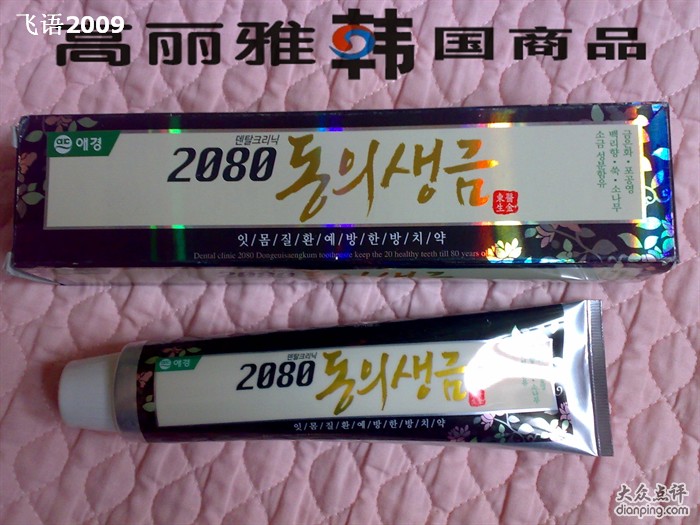 飞语2009
高丽雅韩国商品
애경
덴탈크리닉
2080 동의생금
금은화·포공영
백리향·쑥·소나무
소금 성분함유
東醫
生金
잇/몸/질/환/예/방/한/방/치/약
Dental clinic 2080 Dongeuisaengkum toothpaste keep the 20 healthy teeth till 80 years o
애경
덴탈크리닉
2080 동의생금
잇/몸/질/환/예/방/한/방/치/약
大众点评
dianping.com